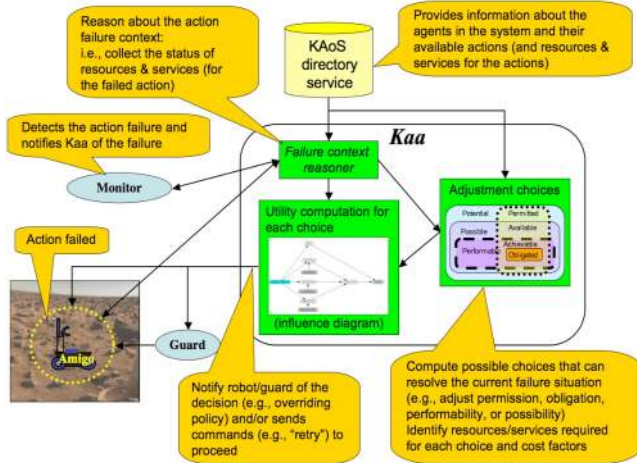 Reason about the action
failure context:
i.e., collect the status of
resources & services (for
the failed action)
KAoS
directory
service
Provides information about the
agents in the system and their
available actions (and resources &
services for the actions)
Detects the action failure and
notifies Kaa of the failure
Monitor
Kaa
Failure context
reasoner
Utility computation for
each choice
(influence diagram)
Adjustment choices
Potential
Permitted
Possible
Available
Performable
Achievable
Obligated
Action failed
Amigo
Guard
Notify robot/guard of the
decision (e.g., overriding
policy) and/or sends
commands (e.g., “retry”) to
proceed
Compute possible choices that can
resolve the current failure situation
(e.g., adjust permission, obligation,
performability, or possibility)
Identify resources/services required
for each choice and cost factors